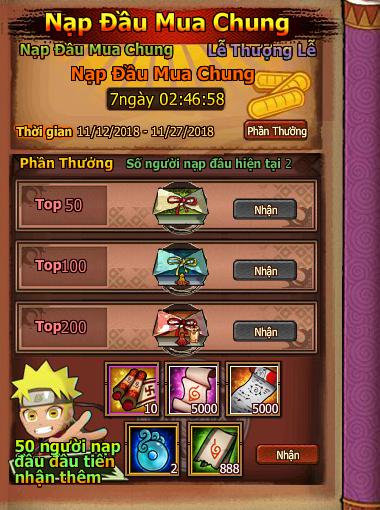 Nạp Đầu Mua Chung
Nạp Đầu Mua Chung Lễ Thượng Lễ
Nạp Đầu Mua Chung
7ngày 02:46:58
Thời gian 11/12/2018 - 11/27/2018 Phần Thưởng
Phần Thưởng Số người nạp đầu hiện tại 2
Top 50 Nhận
Top100 Nhận
Top200 Nhận
10 5000 5000
50 người nạp
đầu đầu tiên
nhận thêm
2 888 Nhận